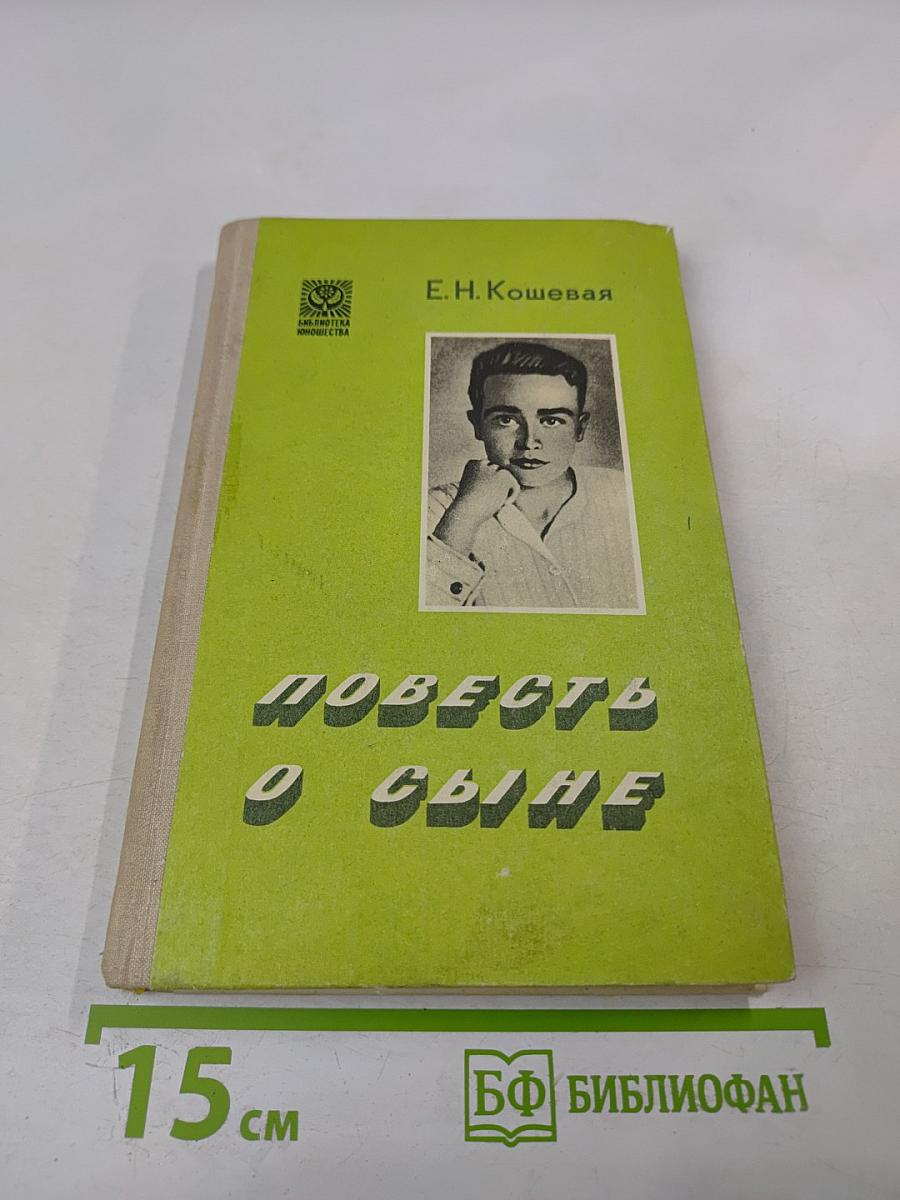 БИБЛИОТЕКА
ЮНОШЕСТВА
Е. Н. Кошевая
ПОВЕСТЬ
О СЫНЕ
15 см
БФ БИБЛИОФАН